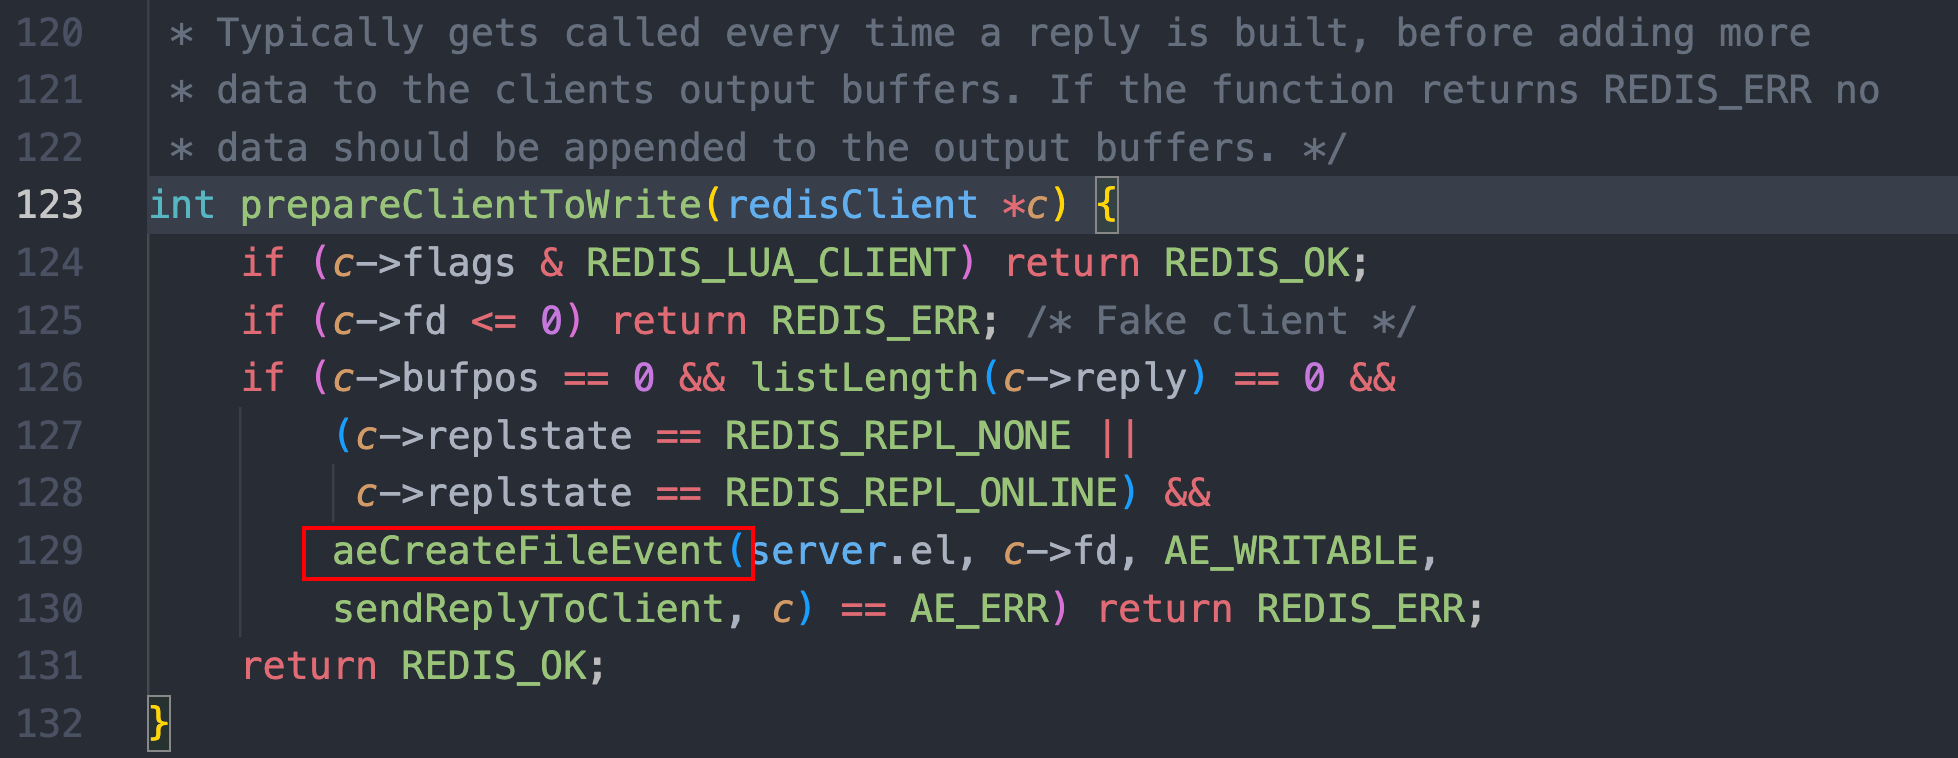 120 * Typically gets called every time a reply is built, before adding more
121 * data to the clients output buffers. If the function returns REDIS_ERR no
122 * data should be appended to the output buffers. */
123 int prepareClientToWrite(redisClient *c) {
124 if (c->flags & REDIS_LUA_CLIENT) return REDIS_OK;
125 if (c->fd <= 0) return REDIS_ERR; /* Fake client */
126 if (c->bufpos == 0 && listLength(c->reply) == 0 &&
127 (c->replstate == REDIS_REPL_NONE ||
128 c->replstate == REDIS_REPL_ONLINE) &&
129 aeCreateFileEvent(server.el, c->fd, AE_WRITABLE,
130 sendReplyToClient, c) == AE_ERR) return REDIS_ERR;
131 return REDIS_OK;
132 }